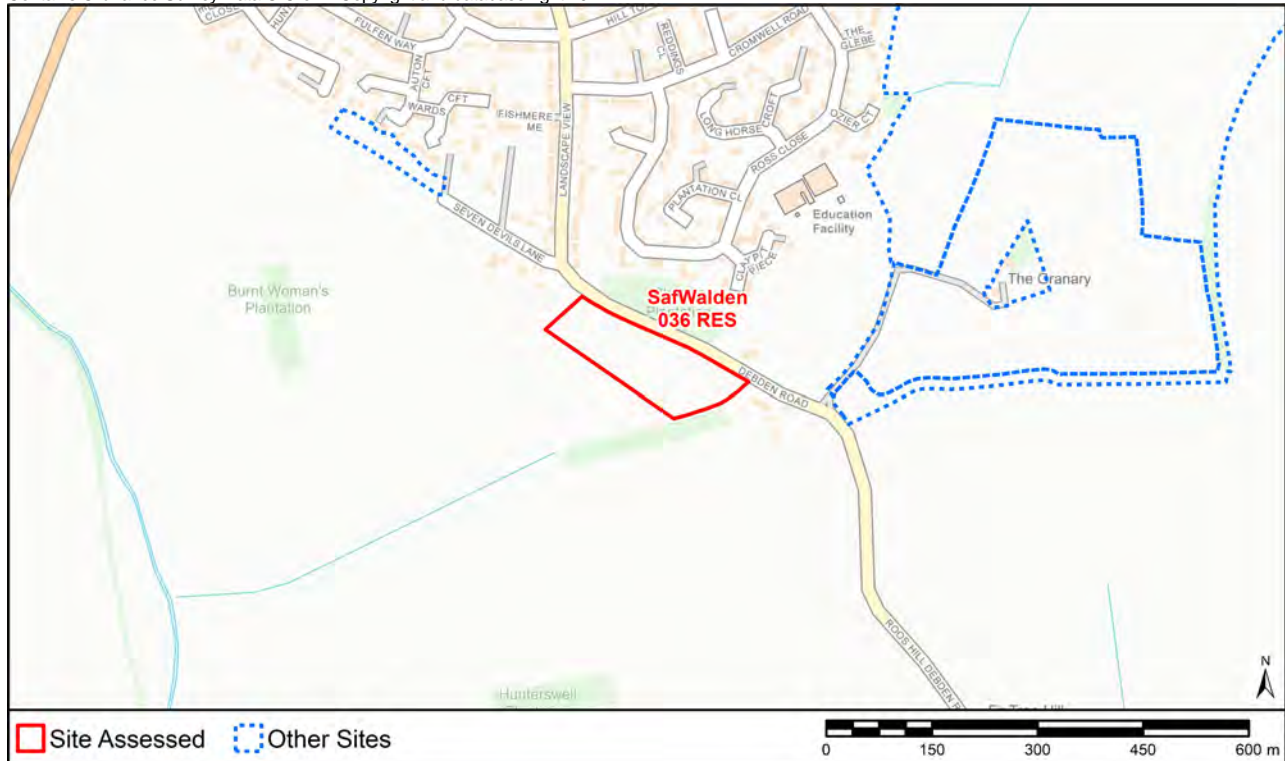 CLOSE
FULFEN WAY
HILL TOP
CROMWELL ROAD
THE
GLEBE
REDDINGS
CL
AUTON
CFT
WARDS CFT
LONG HORSE CROFT
OZIER CT
LANDSCAPE VIEW
ROSS CLOSE
PLANTATION CL
Education
Facility
SEVEN DEVILS LANE
CLAYPIT
PIECE
The Granary
Burnt Woman's
Plantation
SafWalden
036 RES
DEBDEN ROAD
ROOS HILL DEBDEN R
N
Hunterswell
Site Assessed
Other Sites
0 150 300 450 600 m